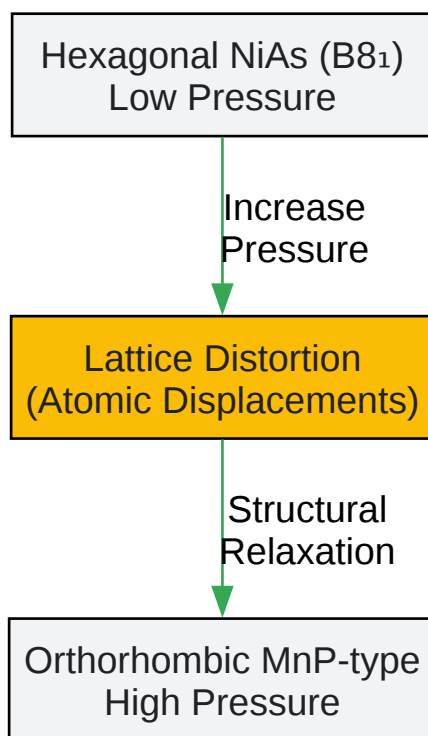 Hexagonal NiAs (B8₁)
Low Pressure
Increase
Pressure
Lattice Distortion
(Atomic Displacements)
Structural
Relaxation
Orthorhombic MnP-type
High Pressure